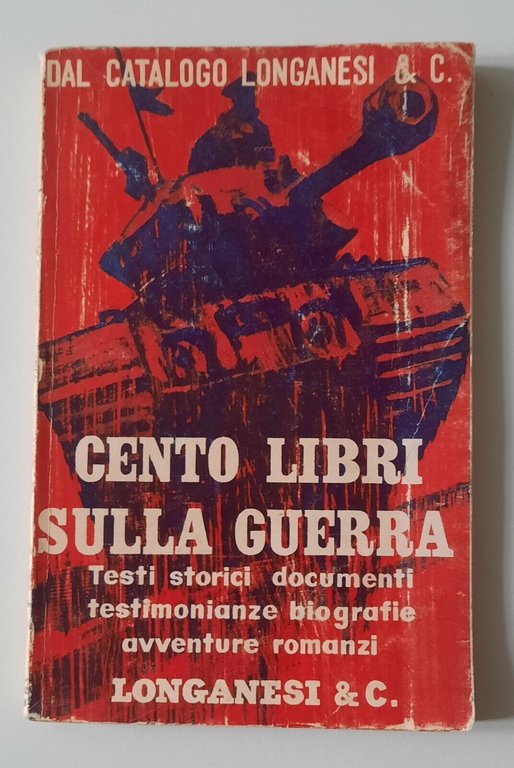 DAL CATALOGO LONGANESI & C.
CENTO LIBRI
SULLA GUERRA
Testi storici documenti
testimonianze biografie
avventure romanzi
LONGANESI & C.